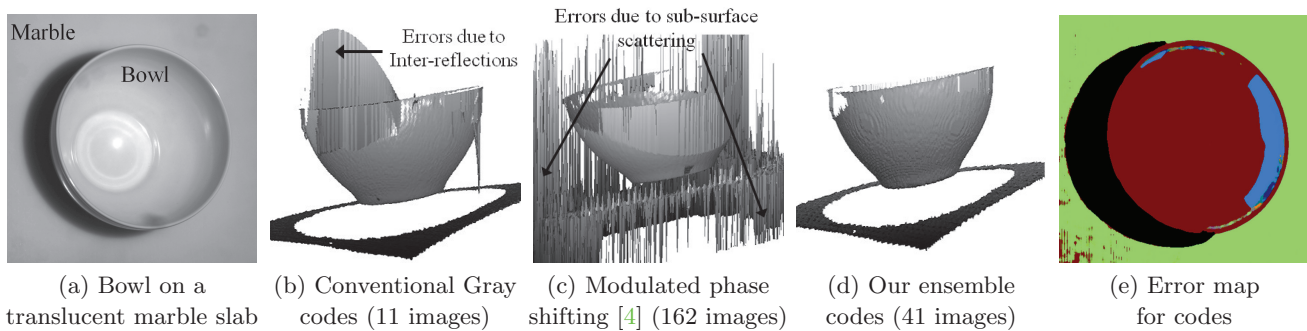 Marble
Bowl
Errors due to
Inter-reflections
Errors due to sub-surface
scattering
(a) Bowl on a
translucent marble slab
(b) Conventional Gray
codes (11 images)
(c) Modulated phase
shifting [4] (162 images)
(d) Our ensemble
codes (41 images)
(e) Error map
for codes